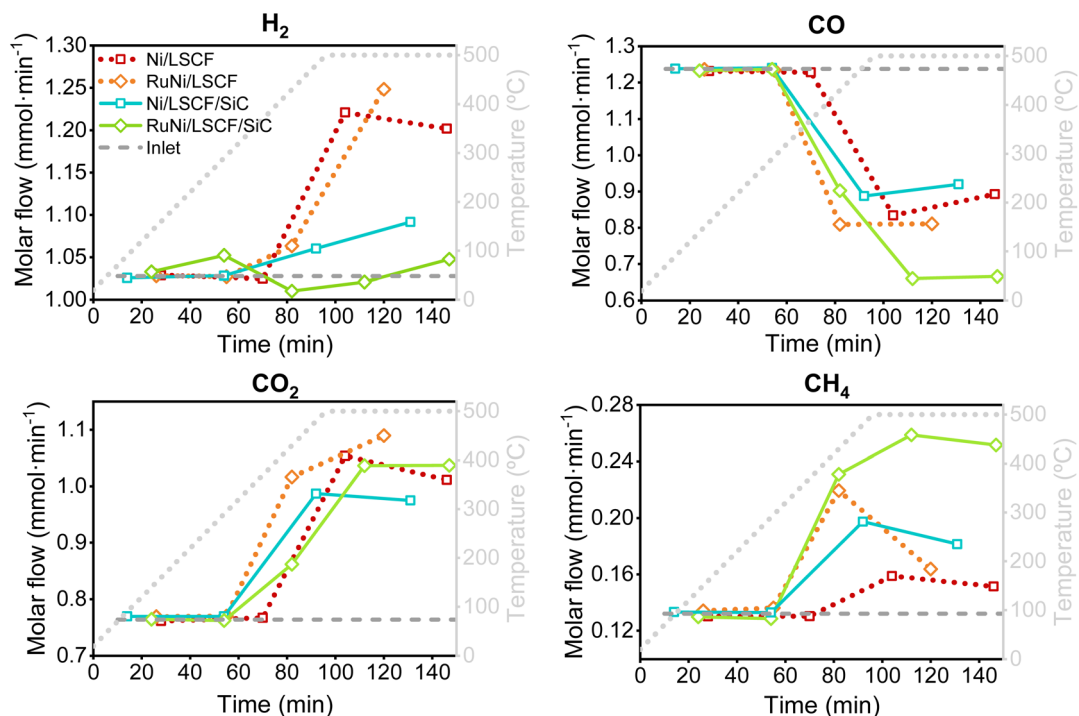 H2
Molar flow (mmol·min-1)
1.30
1.25
1.20
1.15
1.10
1.05
1.00
Ni/LSCF
RuNi/LSCF
Ni/LSCF/SiC
RuNi/LSCF/SiC
Inlet
500
400
300
200
100
0
Temperature (ºC)
0 20 40 60 80 100 120 140
Time (min)
CO
Molar flow (mmol·min-1)
1.3
1.2
1.1
1.0
0.9
0.8
0.7
0.6
500
400
300
200
100
0
Temperature (ºC)
0 20 40 60 80 100 120 140
Time (min)
CO2
Molar flow (mmol·min-1)
1.1
1.0
0.9
0.8
0.7
500
400
300
200
100
0
Temperature (ºC)
0 20 40 60 80 100 120 140
Time (min)
CH4
Molar flow (mmol·min-1)
0.28
0.24
0.20
0.16
0.12
500
400
300
200
100
0
Temperature (ºC)
0 20 40 60 80 100 120 140
Time (min)